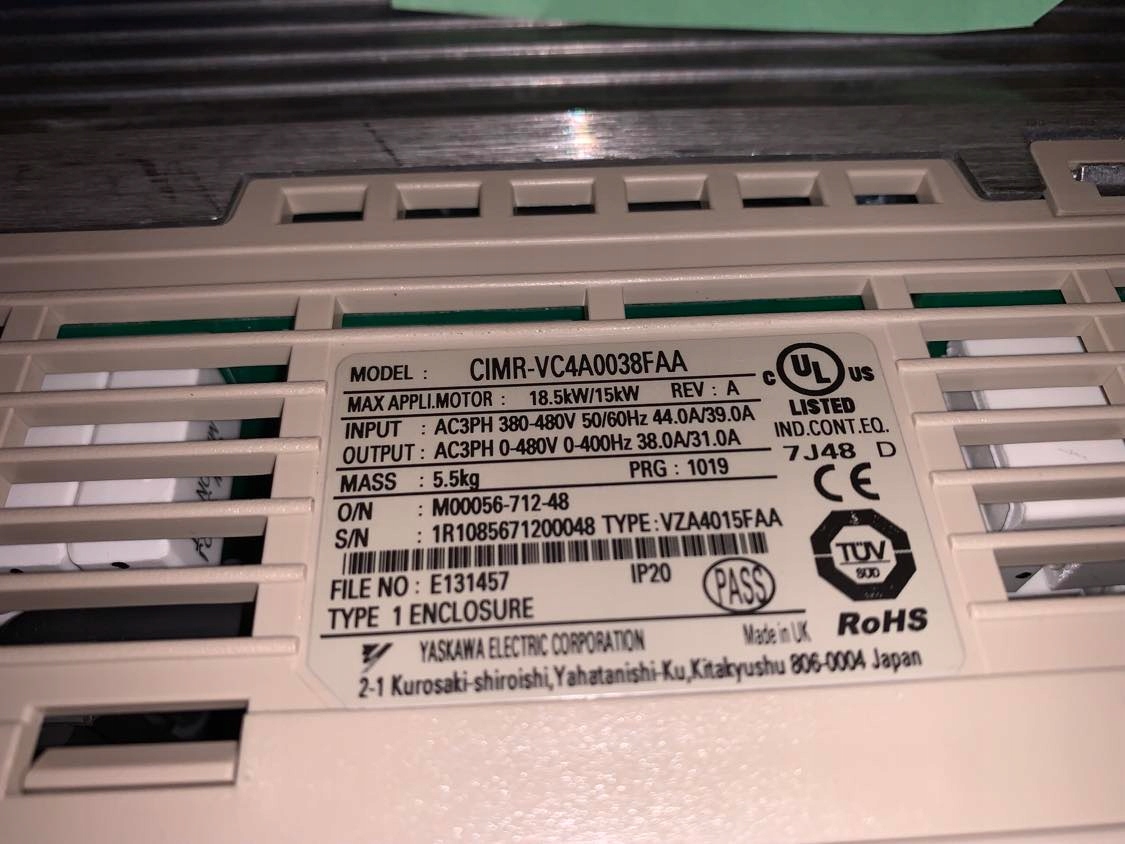 MODEL : CIMR-VC4A0038FAA
MAX APPLI.MOTOR : 18.5kW/15kW REV : A
INPUT : AC3PH 380-480V 50/60Hz 44.0A/39.0A
OUTPUT : AC3PH 0-480V 0-400Hz 38.0A/31.0A
MASS : 5.5kg PRG : 1019
O/N : M00056-712-48
S/N : 1R1085671200048 TYPE : VZA4015FAA
FILE NO : E131457 IP20 PASS
TYPE 1 ENCLOSURE
YASKAWA ELECTRIC CORPORATION Made in UK
2-1 Kurosaki-shiroishi,Yahatanishi-Ku,Kitakyushu 806-0004 Japan
C UL US
LISTED
IND.CONT.EQ.
7J48 D
CE
TÜV
SÜD
RoHS